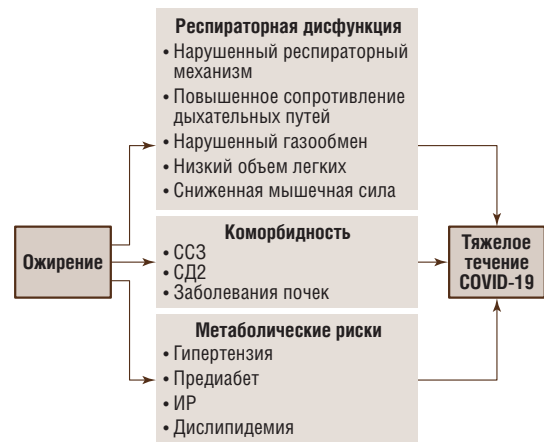 Респираторная дисфункция
• Нарушенный респираторный
механизм
• Повышенное сопротивление
дыхательных путей
• Нарушенный газообмен
• Низкий объем легких
• Сниженная мышечная сила
Ожирение
Коморбидность
• ССЗ
• СД2
• Заболевания почек
Тяжелое
течение
COVID-19
Метаболические риски
• Гипертензия
• Предиабет
• ИР
• Дислипидемия